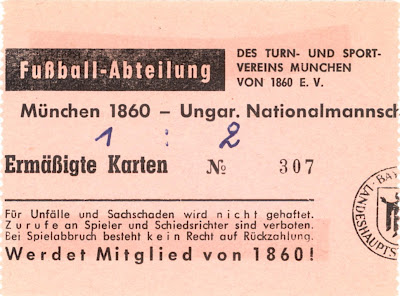 Fußball-Abteilung
DES TURN- UND SPORT-
VEREINS MÜNCHEN
VON 1860 E. V.
München 1860 – Ungar. Nationalmannsch
1 : 2
Ermäßigte Karten № 307
Für Unfälle und Sachschaden wird nicht gehaftet.
Zurufe an Spieler und Schiedsrichter sind verboten.
Bei Spielabbruch besteht kein Recht auf Rückzahlung.
Werdet Mitglied von 1860!
LANDESHAUPTS
BAY